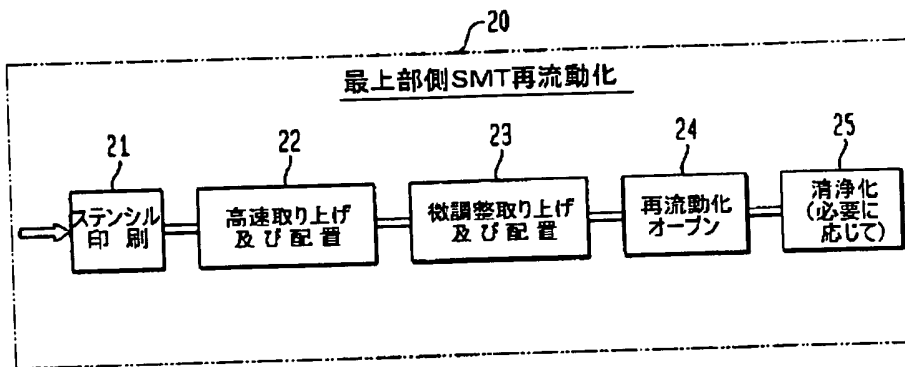 20
最上部側SMT再流動化
21
ステンシル
印刷
22
高速取り上げ
及び配置
23
微調整取り上げ
及び配置
24
再流動化
オーブン
25
清浄化
(必要に
応じて)